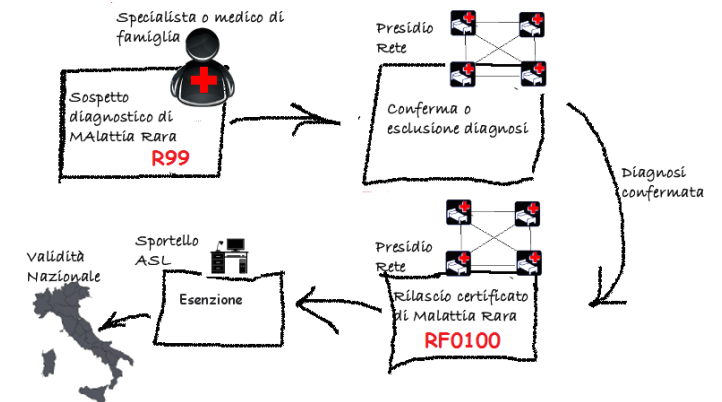 Specialista o medico di
famiglia
Sospetto
diagnostico di
MAlattia Rara
R99
Presidio
Rete
Conferma o
esclusione diagnosi
Diagnosi
confermata
Presidio
Rete
Rilascio certificato
di Malattia Rara
RF0100
Sportello
ASL
Esenzione
Validità
Nazionale